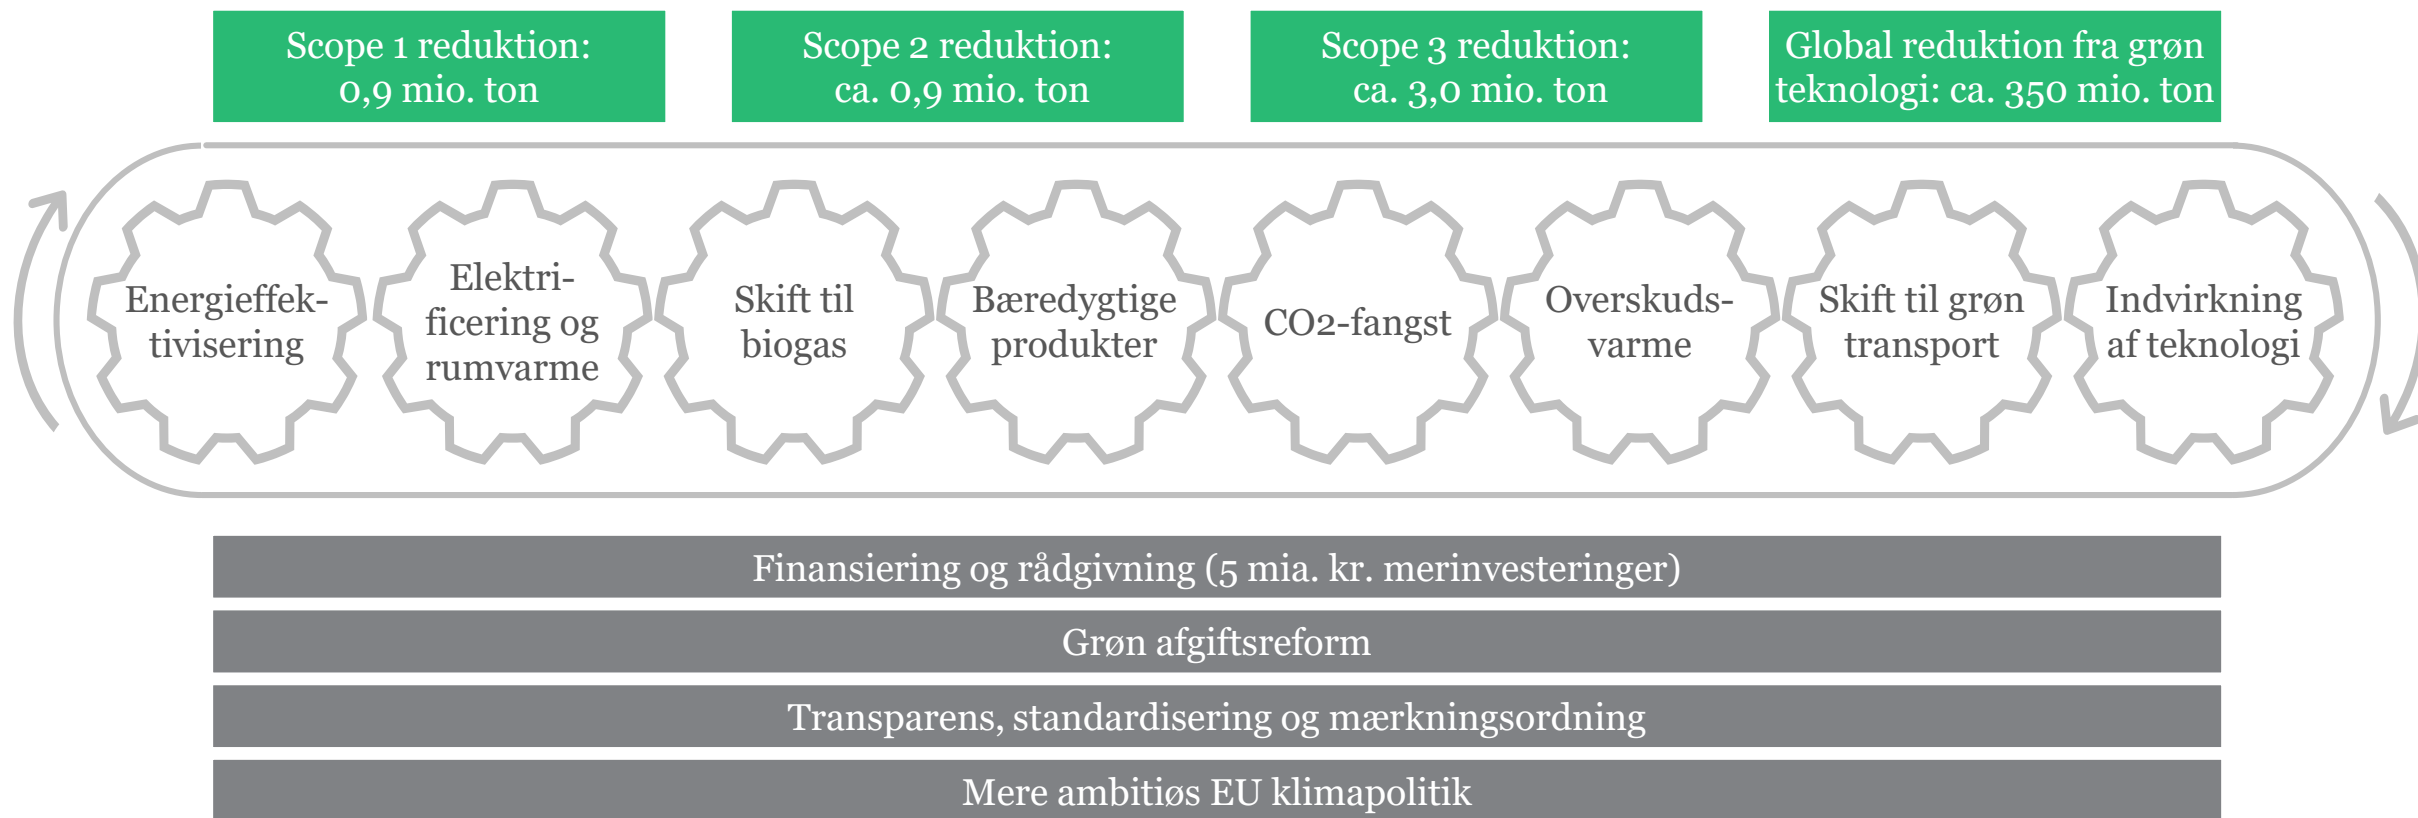 Scope 1 reduktion:
0,9 mio. ton
Scope 2 reduktion:
ca. 0,9 mio. ton
Scope 3 reduktion:
ca. 3,0 mio. ton
Global reduktion fra grøn
teknologi: ca. 350 mio. ton
Energieffek-
tivisering
Elektri-
ficering og
rumvarme
Skift til
biogas
Bæredygtige
produkter
CO2-fangst
Overskuds-
varme
Skift til grøn
transport
Indvirkning
af teknologi
Finansiering og rådgivning (5 mia. kr. merinvesteringer)
Grøn afgiftsreform
Transparens, standardisering og mærkningsordning
Mere ambitiøs EU klimapolitik